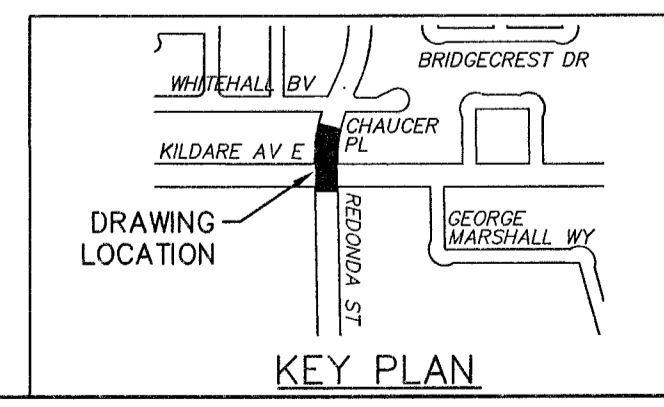 BRIDGECREST DR
WHITEHALL BV
CHAUCER
PL
KILDARE AV E
DRAWING
LOCATION
REDONDA ST
GEORGE
MARSHALL WY
KEY PLAN